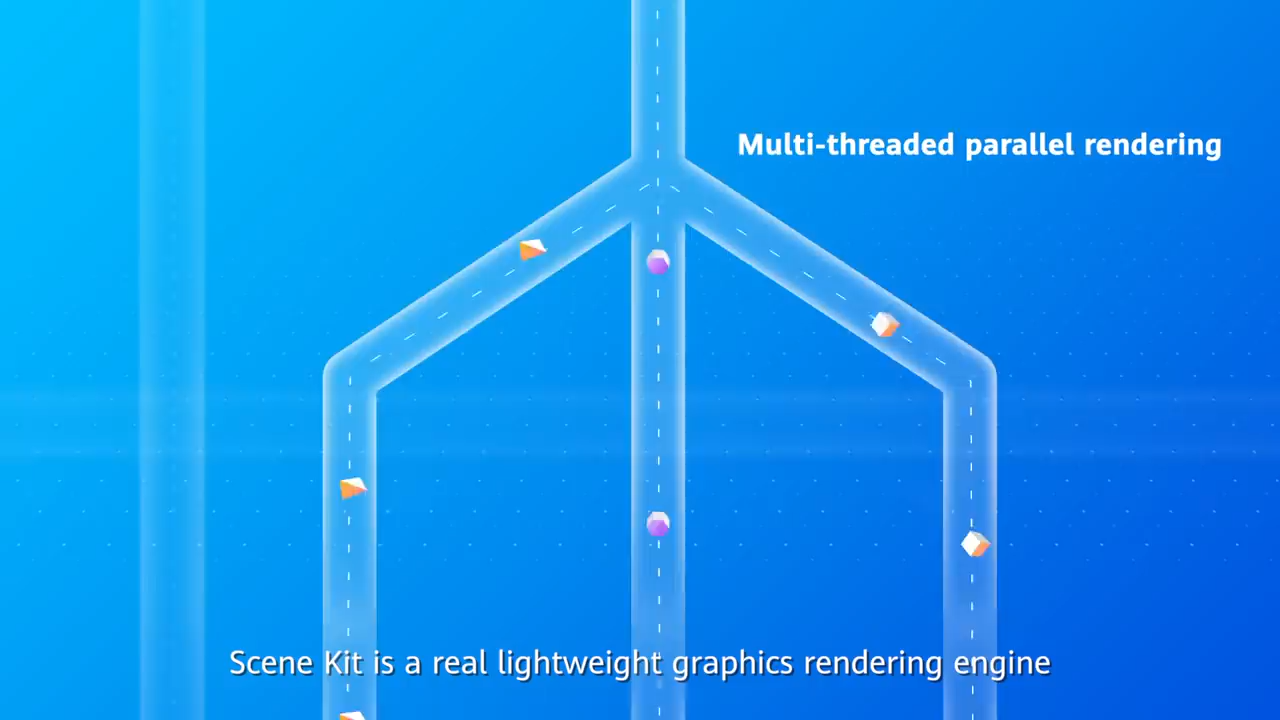 Multi-threaded parallel rendering
Scene Kit is a real lightweight graphics rendering engine